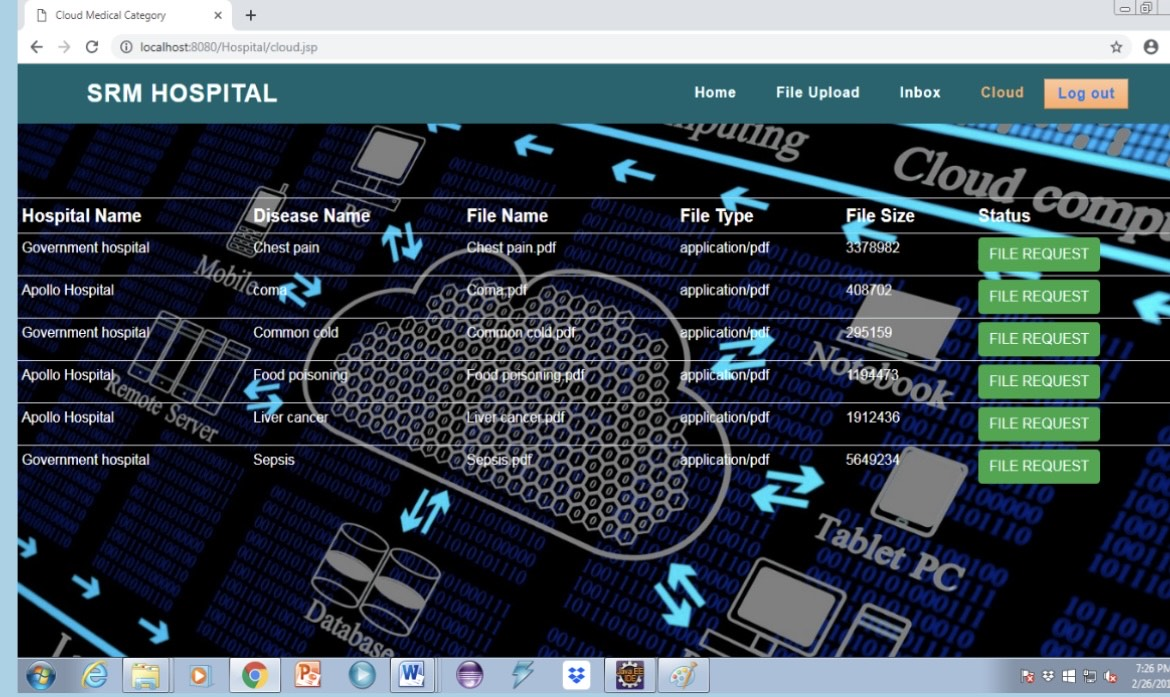 Cloud Medical Category
localhost:8080/Hospital/cloud.jsp
SRM HOSPITAL Home File Upload Inbox Cloud Log out
Cloud
Hospital Name Disease Name File Name File Type File Size Status
Government hospital Chest pain Chest pain.pdf application/pdf 3378982 FILE REQUEST
Apollo Hospital coma Coma.pdf application/pdf 408702 FILE REQUEST
Government hospital Common cold Common cold.pdf application/pdf 295159 FILE REQUEST
Apollo Hospital Food poisoning Food poisoning.pdf application/pdf 1194473 FILE REQUEST
Apollo Hospital Liver cancer Liver cancer.pdf application/pdf 1912436 FILE REQUEST
Government hospital Sepsis Sepsis.pdf application/pdf 5649234 FILE REQUEST
PC
Mobile
Notebook
Remote Server
Tablet PC
Database
7:26 PM